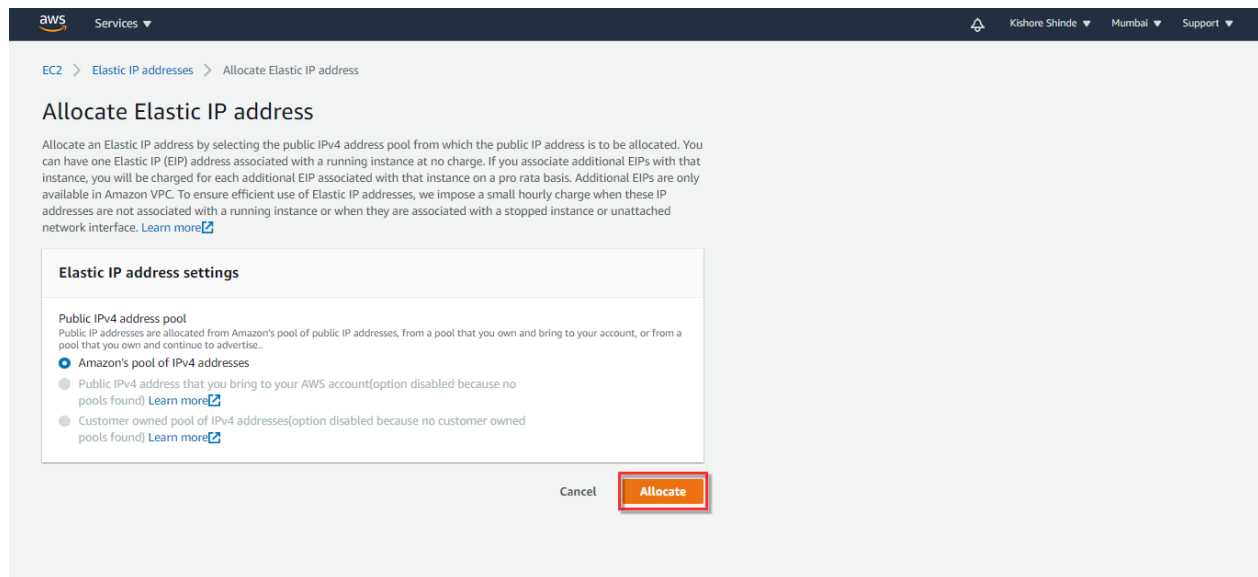 aws Services ▼ Kishore Shinde ▼ Mumbai ▼ Support ▼
EC2 > Elastic IP addresses > Allocate Elastic IP address
Allocate Elastic IP address
Allocate an Elastic IP address by selecting the public IPv4 address pool from which the public IP address is to be allocated. You
can have one Elastic IP (EIP) address associated with a running instance at no charge. If you associate additional EIPs with that
instance, you will be charged for each additional EIP associated with that instance on a pro rata basis. Additional EIPs are only
available in Amazon VPC. To ensure efficient use of Elastic IP addresses, we impose a small hourly charge when these IP
addresses are not associated with a running instance or when they are associated with a stopped instance or unattached
network interface. Learn more
Elastic IP address settings
Public IPv4 address pool
Public IP addresses are allocated from Amazon's pool of public IP addresses, from a pool that you own and bring to your account, or from a
pool that you own and continue to advertise..
Amazon's pool of IPv4 addresses
Public IPv4 address that you bring to your AWS account(option disabled because no
pools found) Learn more
Customer owned pool of IPv4 addresses(option disabled because no customer owned
pools found) Learn more
Cancel Allocate